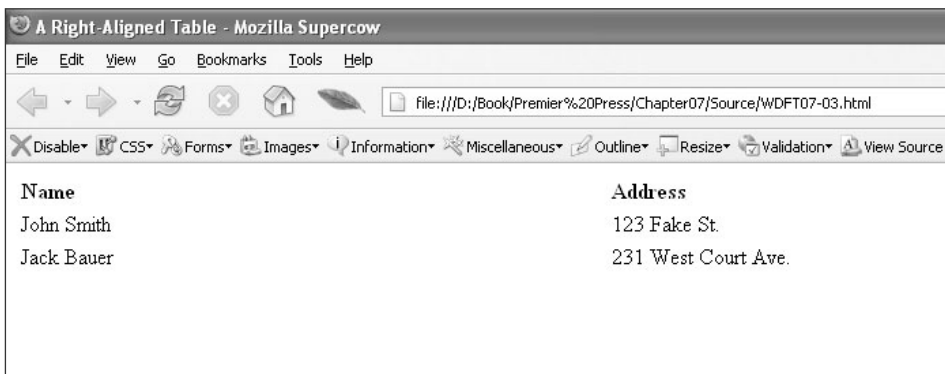 A Right-Aligned Table - Mozilla Supercow
File Edit View Go Bookmarks Tools Help
file:///D:/Book/Premier%20Press/Chapter07/Source/WDFT07-03.html
Disable CSS Forms Images Information Miscellaneous Outline Resize Validation View Source
Name Address
John Smith 123 Fake St.
Jack Bauer 231 West Court Ave.